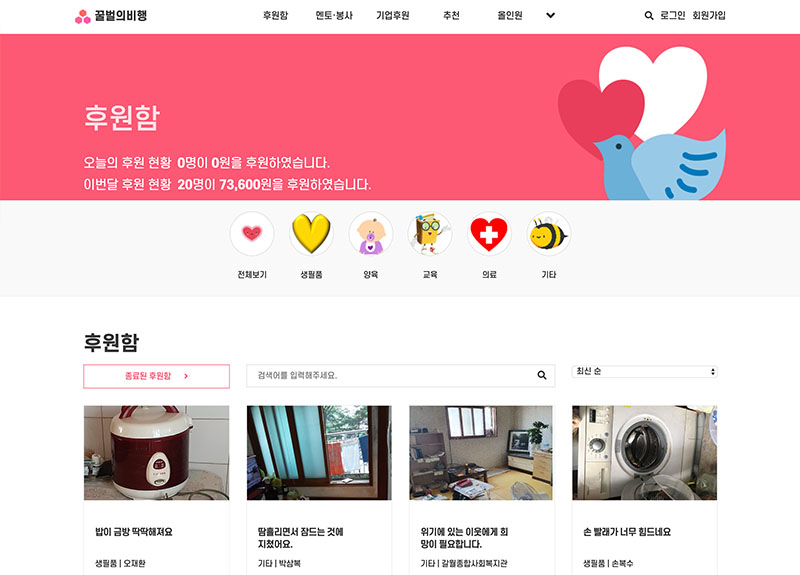 꿀벌의비행
후원함 멘토·봉사 기업후원 추천 올인원
로그인 회원가입
후원함
오늘의 후원 현황 0명이 0원을 후원하였습니다.
이번달 후원 현황 20명이 73,600원을 후원하였습니다.
전체보기 생필품 양육 교육 의료 기타
후원함
종료된 후원함
검색어를 입력해주세요.
최신 순
밥이 금방 딱딱해져요
생필품 | 오재환
땀흘리면서 잠드는 것에
지쳤어요.
기타 | 박삼복
위기에 있는 이웃에게 희
망이 필요합니다.
기타 | 갈월종합사회복지관
손 빨래가 너무 힘드네요
생필품 | 손복수